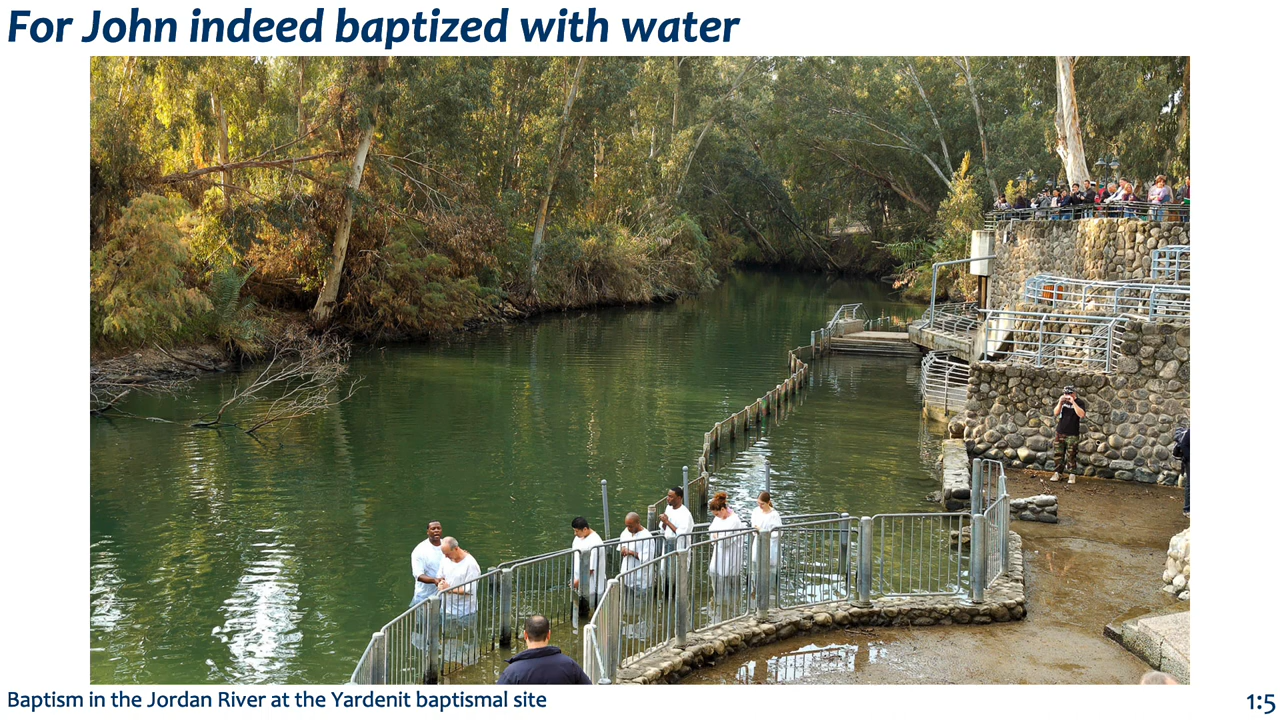 For John indeed baptized with water
Baptism in the Jordan River at the Yardenit baptismal site
1:5